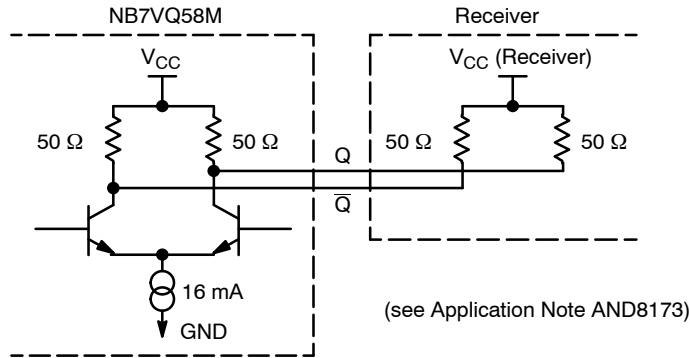 NB7VQ58M
Receiver
VCC
VCC (Receiver)
50 Ω
50 Ω
50 Ω
50 Ω
Q
Q̅
16 mA
GND
(see Application Note AND8173)